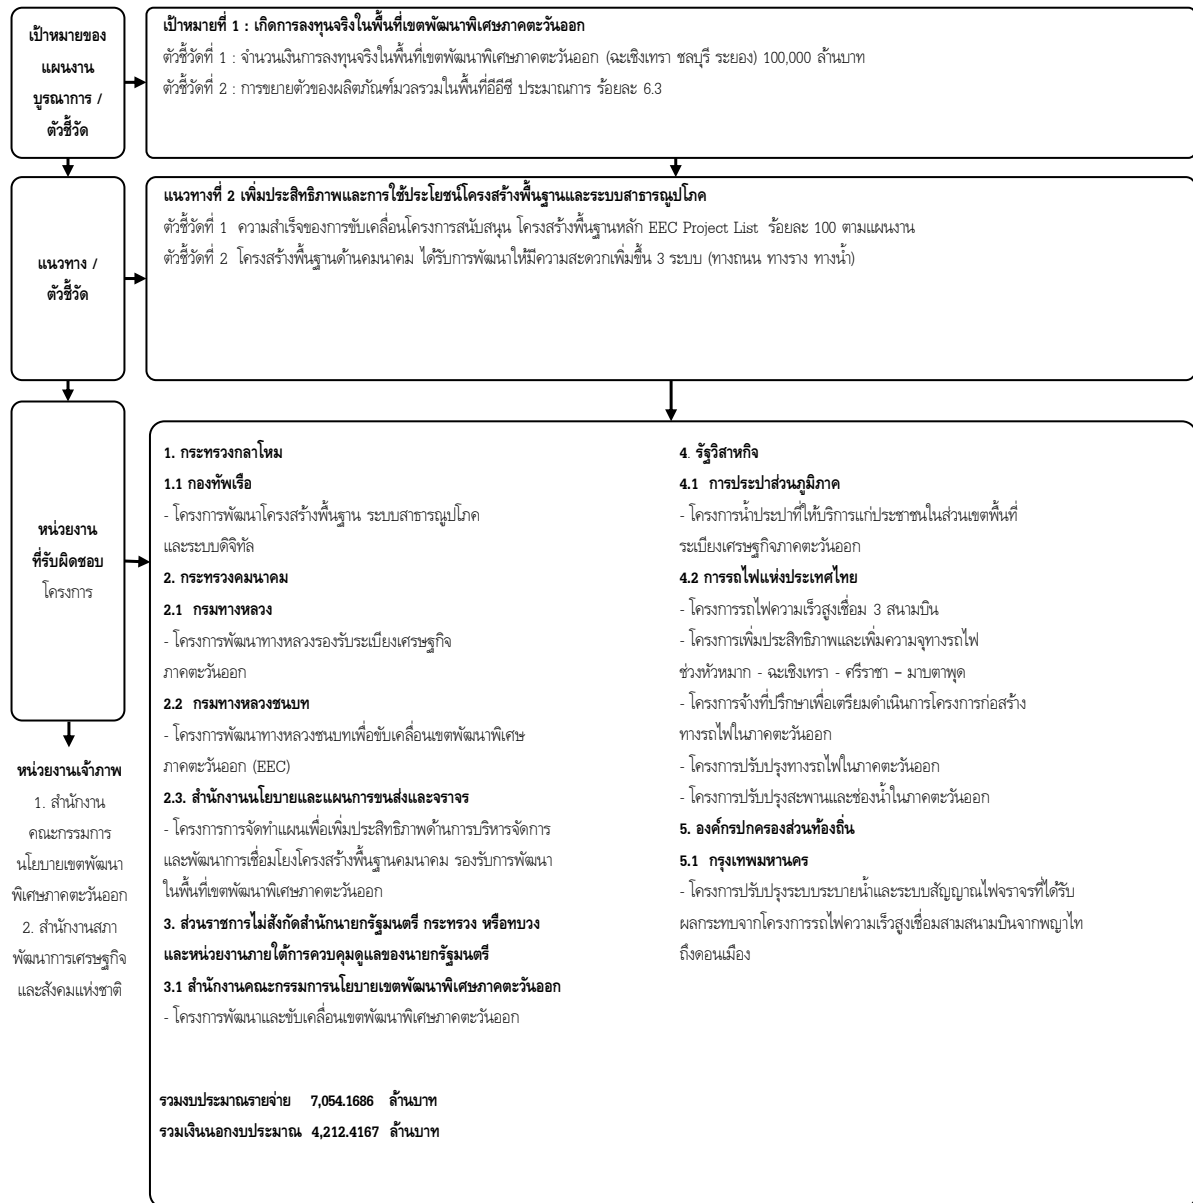 เป้าหมายของ
แผนงาน
บูรณาการ /
ตัวชี้วัด
เป้าหมายที่ 1 : เกิดการลงทุนจริงในพื้นที่เขตพัฒนาพิเศษภาคตะวันออก
ตัวชี้วัดที่ 1 : จำนวนเงินการลงทุนจริงในพื้นที่เขตพัฒนาพิเศษภาคตะวันออก (ฉะเชิงเทรา ชลบุรี ระยอง) 100,000 ล้านบาท
ตัวชี้วัดที่ 2 : การขยายตัวของผลิตภัณฑ์มวลรวมในพื้นที่อีอีซี ประมาณการ ร้อยละ 6.3
แนวทาง /
ตัวชี้วัด
แนวทางที่ 2 เพิ่มประสิทธิภาพและการใช้ประโยชน์โครงสร้างพื้นฐานและระบบสาธารณูปโภค
ตัวชี้วัดที่ 1 ความสำเร็จของการขับเคลื่อนโครงการสนับสนุน โครงสร้างพื้นฐานหลัก EEC Project List ร้อยละ 100 ตามแผนงาน
ตัวชี้วัดที่ 2 โครงสร้างพื้นฐานด้านคมนาคม ได้รับการพัฒนาให้มีความสะดวกเพิ่มขึ้น 3 ระบบ (ทางถนน ทางราง ทางน้ำ)
หน่วยงาน
ที่รับผิดชอบ
โครงการ
หน่วยงานเจ้าภาพ
1. สำนักงาน
คณะกรรมการ
นโยบายเขตพัฒนา
พิเศษภาคตะวันออก
2. สำนักงานสภา
พัฒนาการเศรษฐกิจ
และสังคมแห่งชาติ
1. กระทรวงกลาโหม
1.1 กองทัพเรือ
- โครงการพัฒนาโครงสร้างพื้นฐาน ระบบสาธารณูปโภค
และระบบดิจิทัล
2. กระทรวงคมนาคม
2.1 กรมทางหลวง
- โครงการพัฒนาทางหลวงรองรับระเบียงเศรษฐกิจ
ภาคตะวันออก
2.2 กรมทางหลวงชนบท
- โครงการพัฒนาทางหลวงชนบทเพื่อขับเคลื่อนเขตพัฒนาพิเศษ
ภาคตะวันออก (EEC)
2.3. สำนักงานนโยบายและแผนการขนส่งและจราจร
- โครงการการจัดทำแผนเพื่อเพิ่มประสิทธิภาพด้านการบริหารจัดการ
และพัฒนาการเชื่อมโยงโครงสร้างพื้นฐานคมนาคม รองรับการพัฒนา
ในพื้นที่เขตพัฒนาพิเศษภาคตะวันออก
3. ส่วนราชการไม่สังกัดสำนักนายกรัฐมนตรี กระทรวง หรือทบวง
และหน่วยงานภายใต้การควบคุมดูแลของนายกรัฐมนตรี
3.1 สำนักงานคณะกรรมการนโยบายเขตพัฒนาพิเศษภาคตะวันออก
- โครงการพัฒนาและขับเคลื่อนเขตพัฒนาพิเศษภาคตะวันออก
รวมงบประมาณรายจ่าย 7,054.1686 ล้านบาท
รวมเงินนอกงบประมาณ 4,212.4167 ล้านบาท
4. รัฐวิสาหกิจ
4.1 การประปาส่วนภูมิภาค
- โครงการน้ำประปาที่ให้บริการแก่ประชาชนในส่วนเขตพื้นที่
ระเบียงเศรษฐกิจภาคตะวันออก
4.2 การรถไฟแห่งประเทศไทย
- โครงการรถไฟความเร็วสูงเชื่อม 3 สนามบิน
- โครงการเพิ่มประสิทธิภาพและเพิ่มความจุทางรถไฟ
ช่วงหัวหมาก - ฉะเชิงเทรา - ศรีราชา – มาบตาพุด
- โครงการจ้างที่ปรึกษาเพื่อเตรียมดำเนินการโครงการก่อสร้าง
ทางรถไฟในภาคตะวันออก
- โครงการปรับปรุงทางรถไฟในภาคตะวันออก
- โครงการปรับปรุงสะพานและช่องน้ำในภาคตะวันออก
5. องค์กรปกครองส่วนท้องถิ่น
5.1 กรุงเทพมหานคร
- โครงการปรับปรุงระบบระบายน้ำและระบบสัญญาณไฟจราจรที่ได้รับ
ผลกระทบจากโครงการรถไฟความเร็วสูงเชื่อมสามสนามบินจากพญาไท
ถึงดอนเมือง